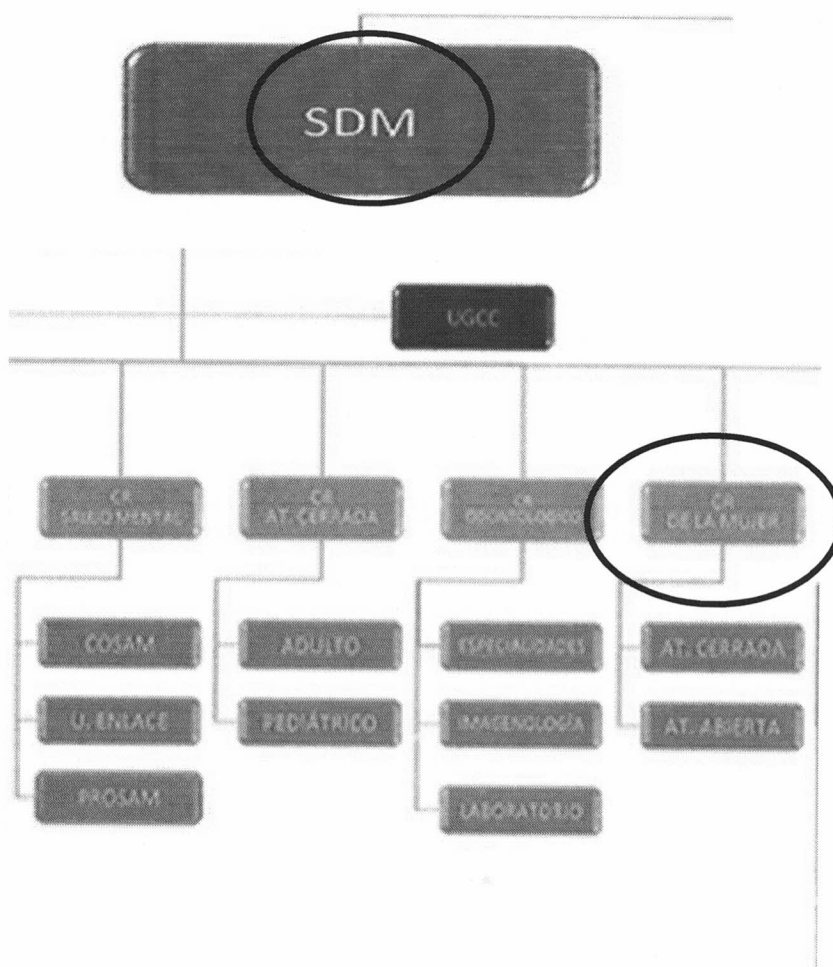 SDM
UGCC
CR.
SALUD MENTAL
CR.
AT. CERRADA
CR.
ODONTOLOGICO
CR.
DE LA MUJER
COSAM
ADULTO
ESPECIALIDADES
AT. CERRADA
U. ENLACE
PEDIÁTRICO
IMAGENOLOGÍA
AT. ABIERTA
PROSAM
LABORATORIO